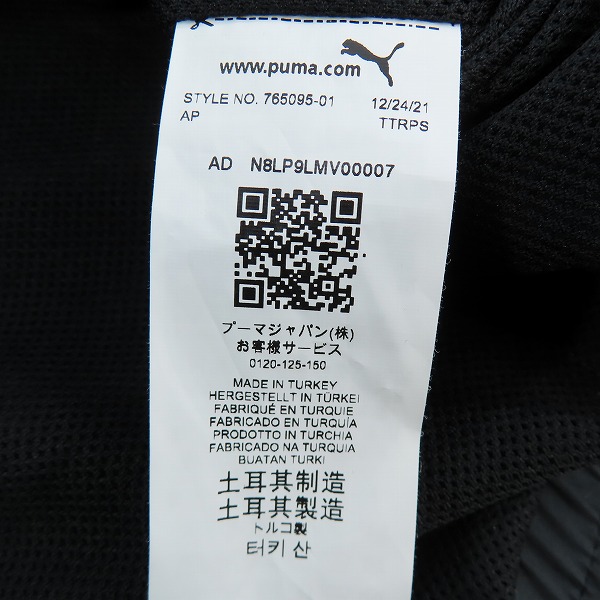 www.puma.com
STYLE NO. 765095-01 12/24/21
AP TTRPS
AD N8LP9LMV00007
プーマジャパン(株)
お客様サービス
0120-125-150
MADE IN TURKEY
HERGESTELLT IN TÜRKEI
FABRIQUÉ EN TURQUIE
FABRICADO EN TURQUÍA
PRODOTTO IN TURCHIA
FABRICADO NA TURQUIA
BUATAN TURKI
土耳其制造
土耳其製造
トルコ製
터키 산